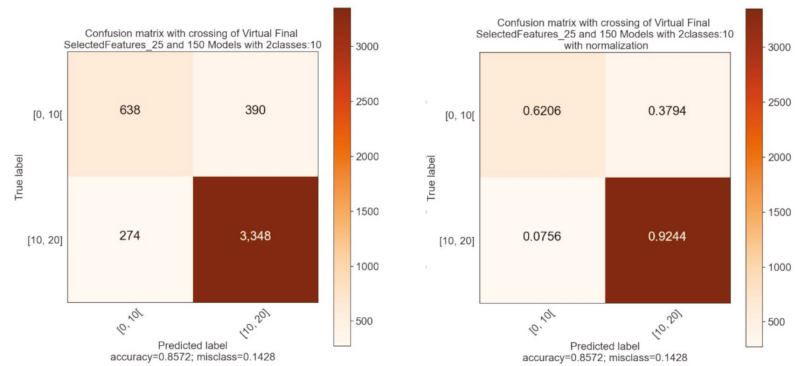 Confusion matrix with crossing of Virtual Final
SelectedFeatures_25 and 150 Models with 2classes:10
[0, 10[
638
390
[10, 20]
274
3,348
True label
[0, 10[
[10, 20]
Predicted label
accuracy=0.8572; misclass=0.1428
3000
2500
2000
1500
1000
500
Confusion matrix with crossing of Virtual Final
SelectedFeatures_25 and 150 Models with 2classes:10
with normalization
[0, 10[
0.6206
0.3794
[10, 20]
0.0756
0.9244
True label
[0, 10[
[10, 20]
Predicted label
accuracy=0.8572; misclass=0.1428
3000
2500
2000
1500
1000
500